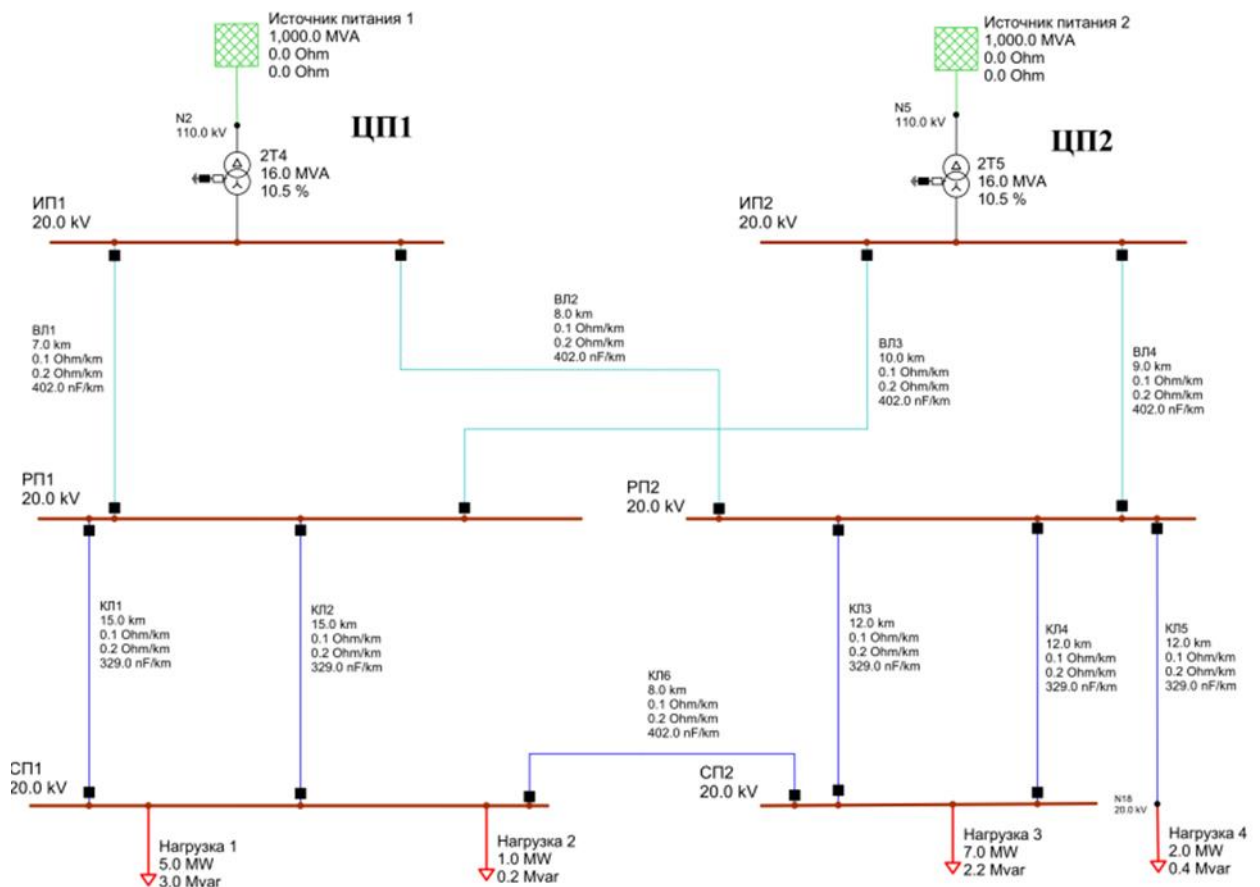 Источник питания 1
1,000.0 MVA
0.0 Ohm
0.0 Ohm
N2
110.0 kV
ЦП1
2Т4
16.0 MVA
10.5 %
ИП1
20.0 kV
Источник питания 2
1,000.0 MVA
0.0 Ohm
0.0 Ohm
N5
110.0 kV
ЦП2
2Т5
16.0 MVA
10.5 %
ИП2
20.0 kV
ВЛ1
7.0 km
0.1 Ohm/km
0.2 Ohm/km
402.0 nF/km
ВЛ2
8.0 km
0.1 Ohm/km
0.2 Ohm/km
402.0 nF/km
ВЛ3
10.0 km
0.1 Ohm/km
0.2 Ohm/km
402.0 nF/km
ВЛ4
9.0 km
0.1 Ohm/km
0.2 Ohm/km
402.0 nF/km
РП1
20.0 kV
РП2
20.0 kV
КЛ1
15.0 km
0.1 Ohm/km
0.2 Ohm/km
329.0 nF/km
КЛ2
15.0 km
0.1 Ohm/km
0.2 Ohm/km
329.0 nF/km
КЛ3
12.0 km
0.1 Ohm/km
0.2 Ohm/km
329.0 nF/km
КЛ4
12.0 km
0.1 Ohm/km
0.2 Ohm/km
329.0 nF/km
КЛ5
12.0 km
0.1 Ohm/km
0.2 Ohm/km
329.0 nF/km
КЛ6
8.0 km
0.1 Ohm/km
0.2 Ohm/km
402.0 nF/km
СП1
20.0 kV
СП2
20.0 kV
N18
20.0 kV
Нагрузка 1
5.0 MW
3.0 Mvar
Нагрузка 2
1.0 MW
0.2 Mvar
Нагрузка 3
7.0 MW
2.2 Mvar
Нагрузка 4
2.0 MW
0.4 Mvar